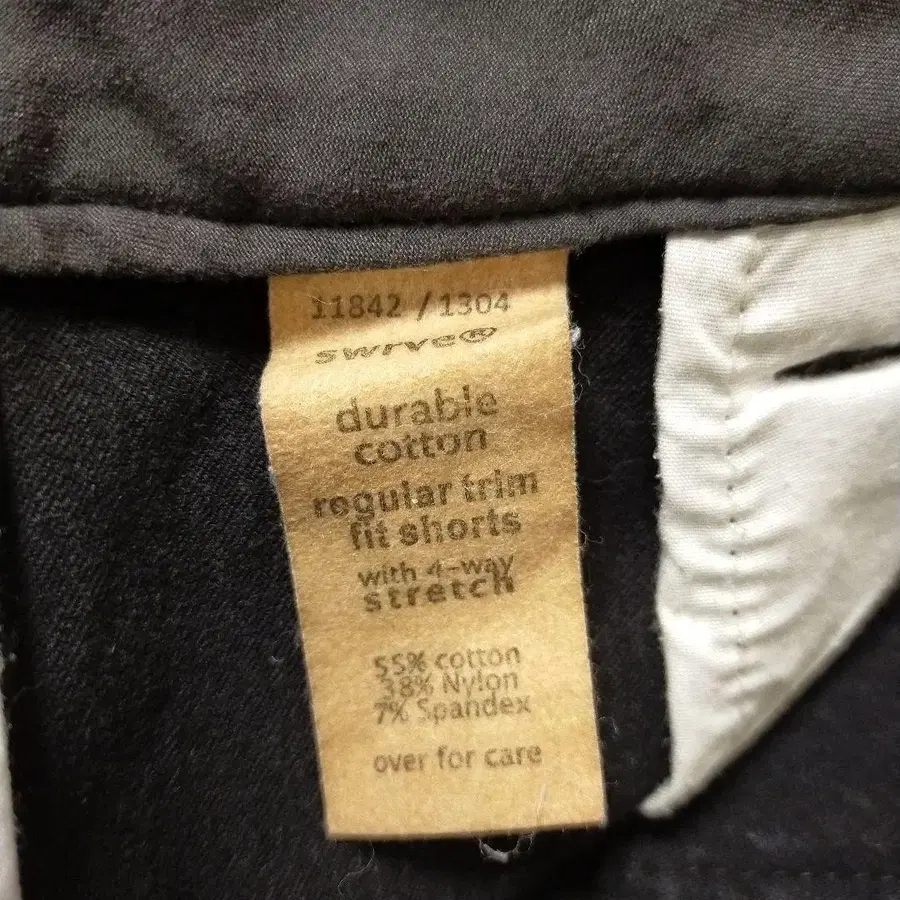 11842 / 1304
swrve®
durable
cotton
regular trim
fit shorts
with 4-way
stretch
55% cotton
38% Nylon
7% Spandex
over for care